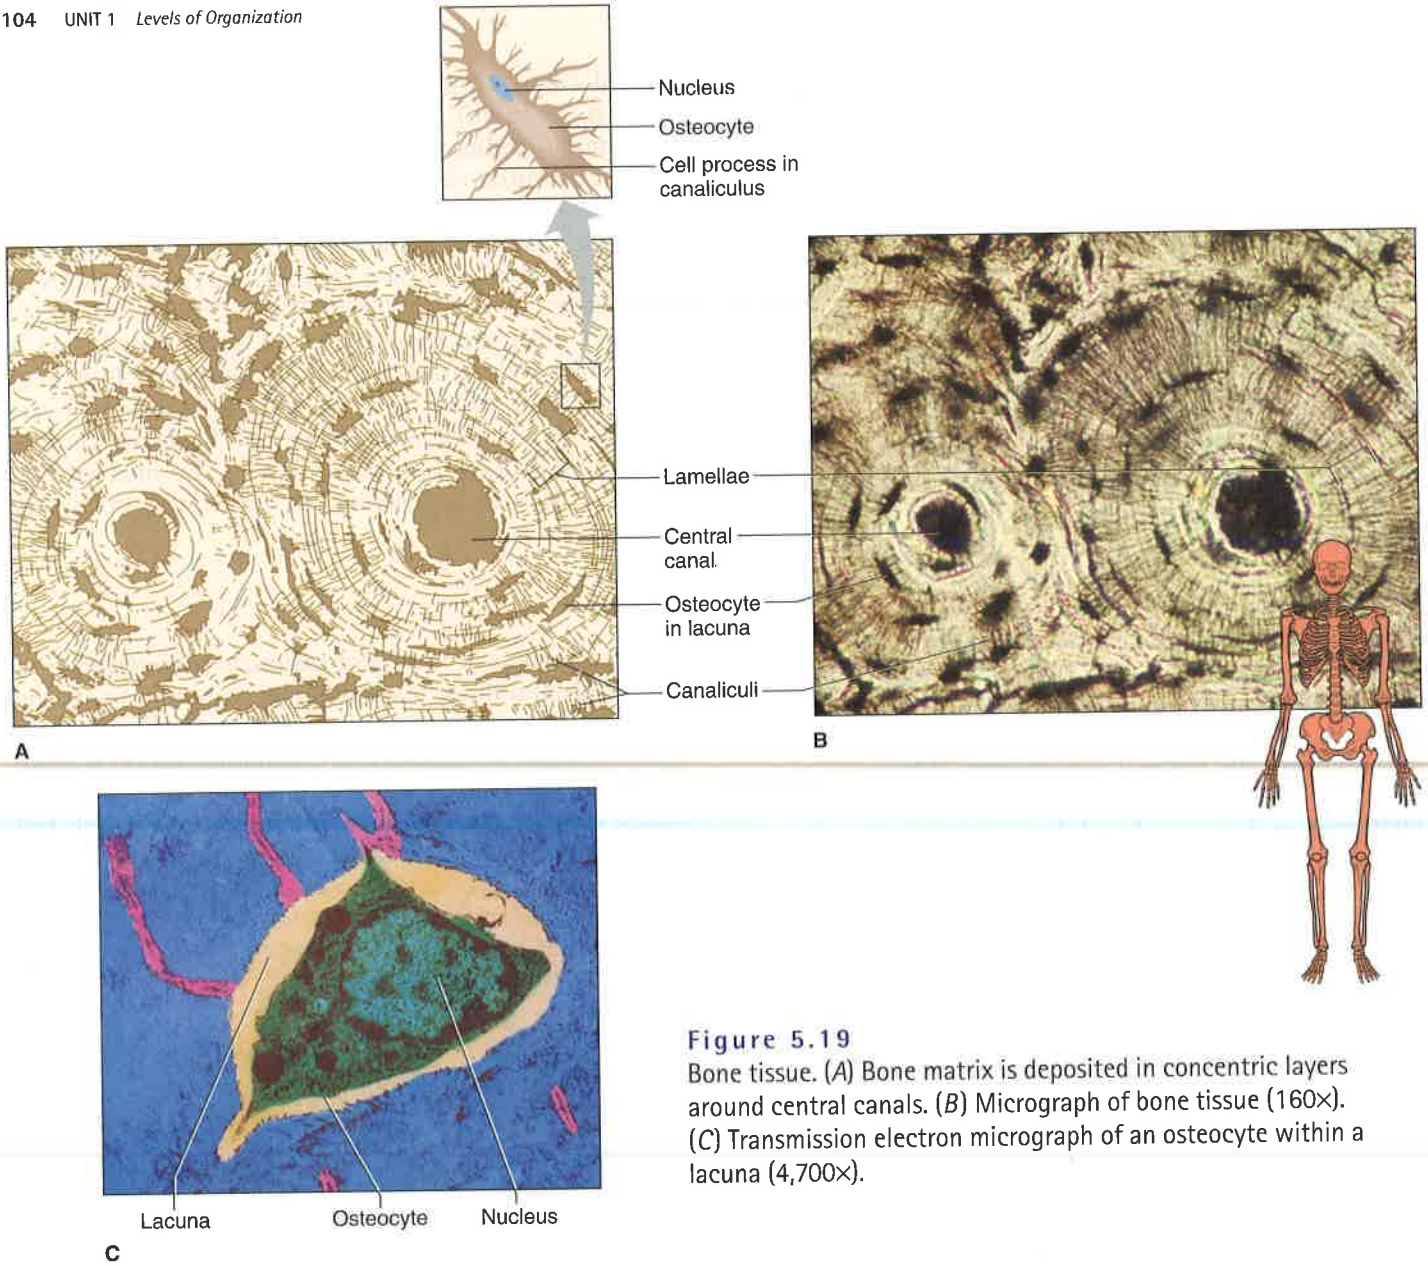 104 UNIT 1 Levels of Organization
Nucleus
Osteocyte
Cell process in
canaliculus
Lamellae
Central
canal
Osteocyte
in lacuna
Canaliculi
A
B
Lacuna
Osteocyte
Nucleus
C
Figure 5.19
Bone tissue. (A) Bone matrix is deposited in concentric layers
around central canals. (B) Micrograph of bone tissue (160×).
(C) Transmission electron micrograph of an osteocyte within a
lacuna (4,700×).